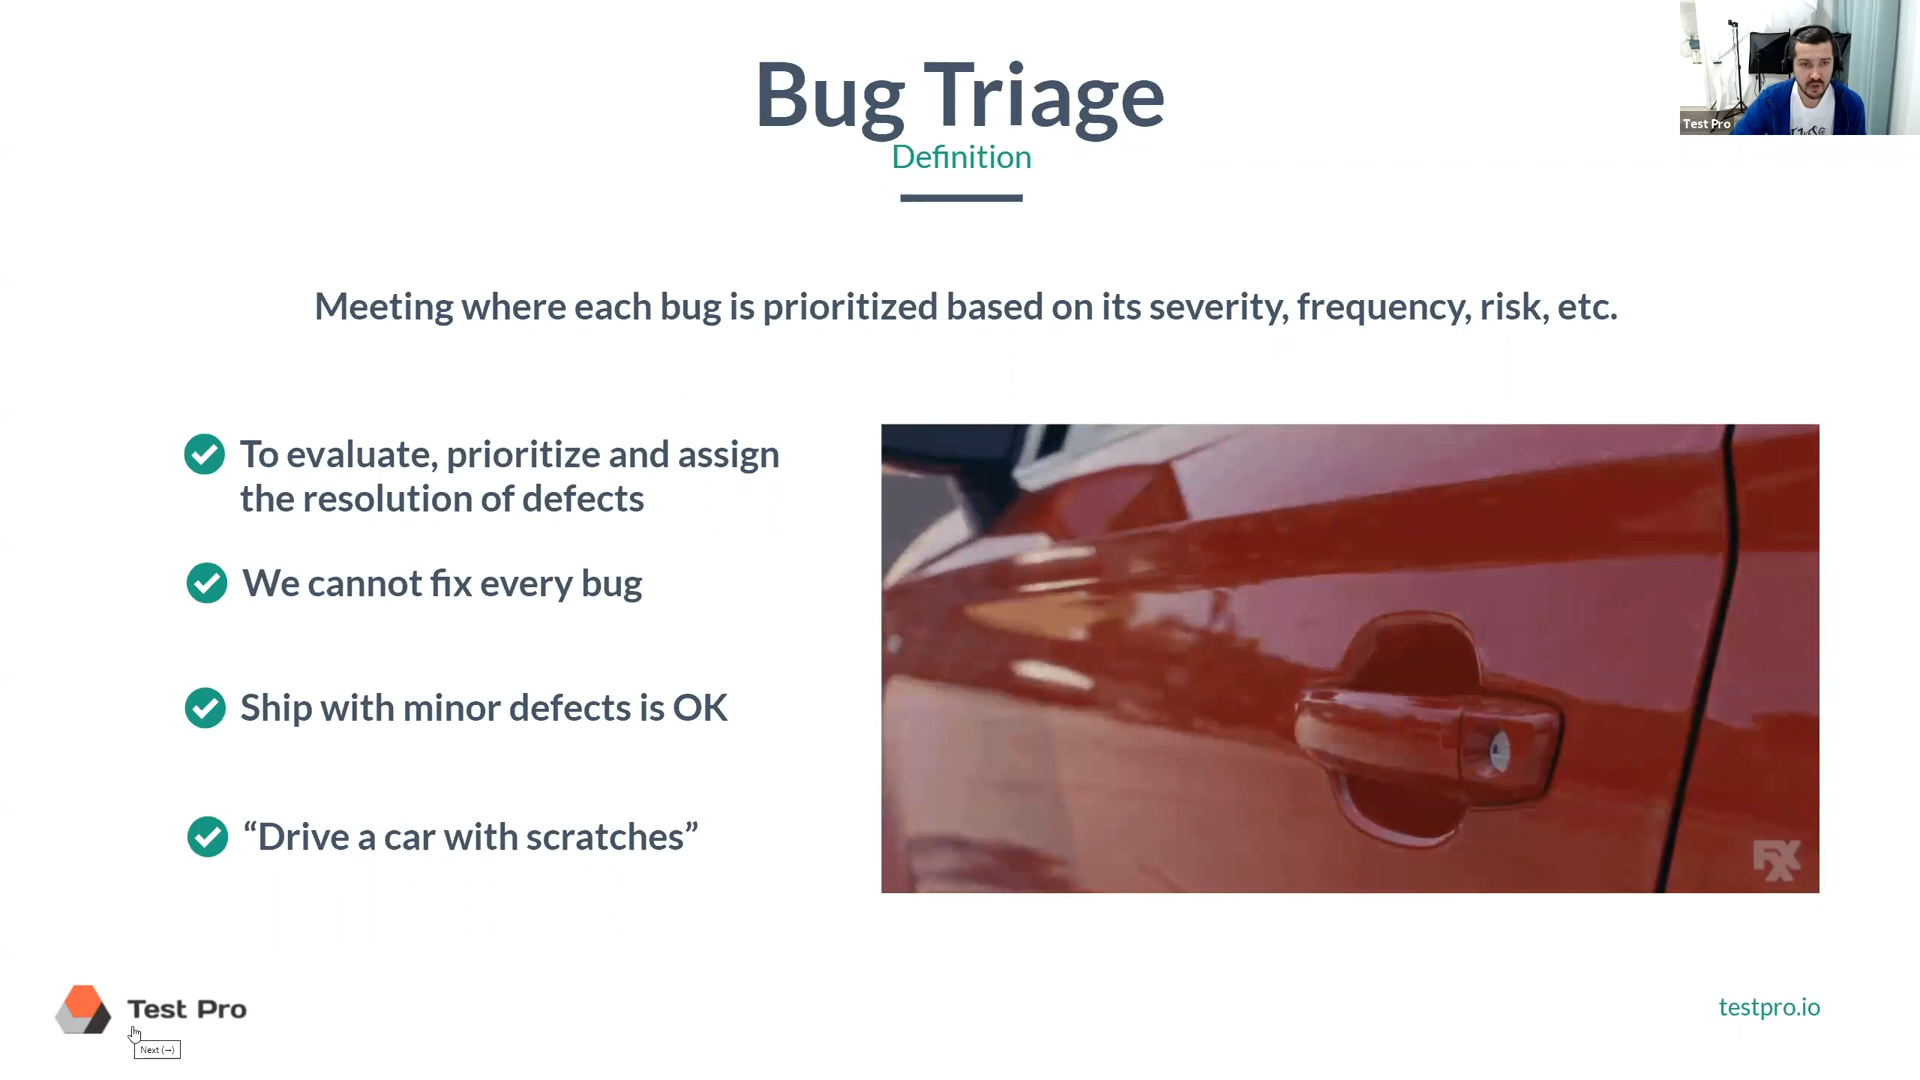 Bug Triage
Definition
Test Pro
Meeting where each bug is prioritized based on its severity, frequency, risk, etc.
To evaluate, prioritize and assign
the resolution of defects
We cannot fix every bug
Ship with minor defects is OK
“Drive a car with scratches”
FX
Test Pro
Next (→)
testpro.io